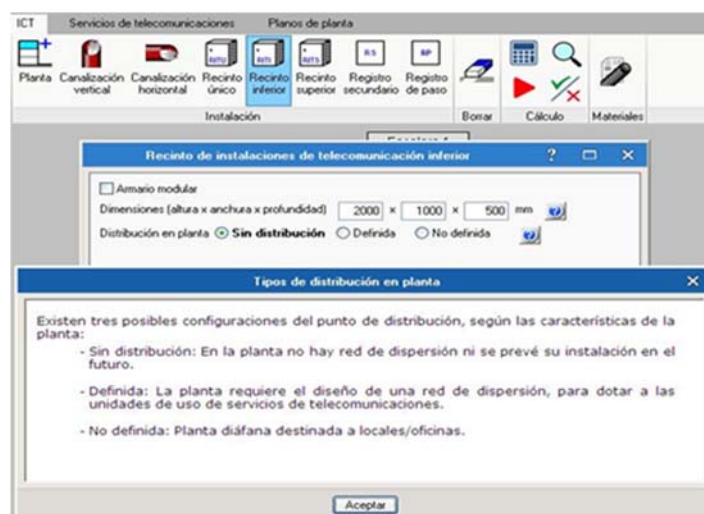 ICT Servicios de telecomunicaciones Planos de planta
RITU RITI RITS RS RP
Planta Canalización vertical Canalización horizontal Recinto único Recinto inferior Recinto superior Registro secundario Registro de paso
Instalación Borrar Cálculo Materiales
Recinto de instalaciones de telecomunicación inferior
Armario modular
Dimensiones (altura x anchura x profundidad) 2000 x 1000 x 500 mm
Distribución en planta Sin distribución Definida No definida
Tipos de distribución en planta
Existen tres posibles configuraciones del punto de distribución, según las características de la
planta:
- Sin distribución: En la planta no hay red de dispersión ni se prevé su instalación en el
futuro.
- Definida: La planta requiere el diseño de una red de dispersión, para dotar a las
unidades de uso de servicios de telecomunicaciones.
- No definida: Planta diáfana destinada a locales/oficinas.
Aceptar